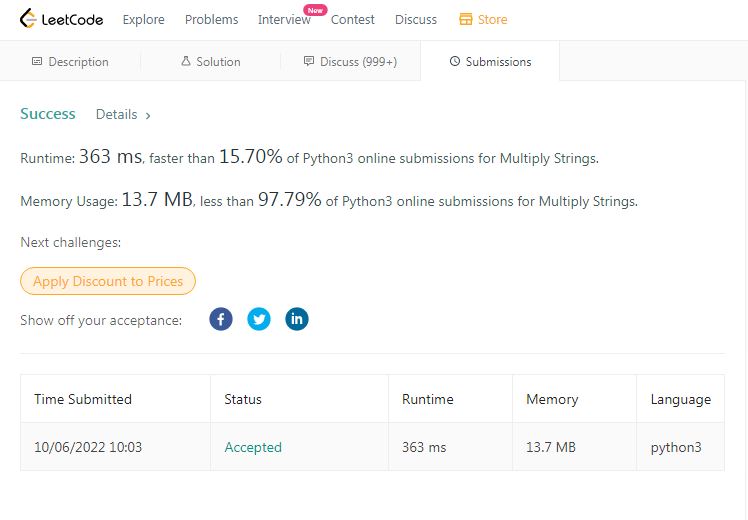 LeetCode Explore Problems Interview New Contest Discuss Store
Description Solution Discuss (999+) Submissions
Success Details >
Runtime: 363 ms, faster than 15.70% of Python3 online submissions for Multiply Strings.
Memory Usage: 13.7 MB, less than 97.79% of Python3 online submissions for Multiply Strings.
Next challenges:
Apply Discount to Prices
Show off your acceptance: f in
Time Submitted Status Runtime Memory Language
10/06/2022 10:03 Accepted 363 ms 13.7 MB python3